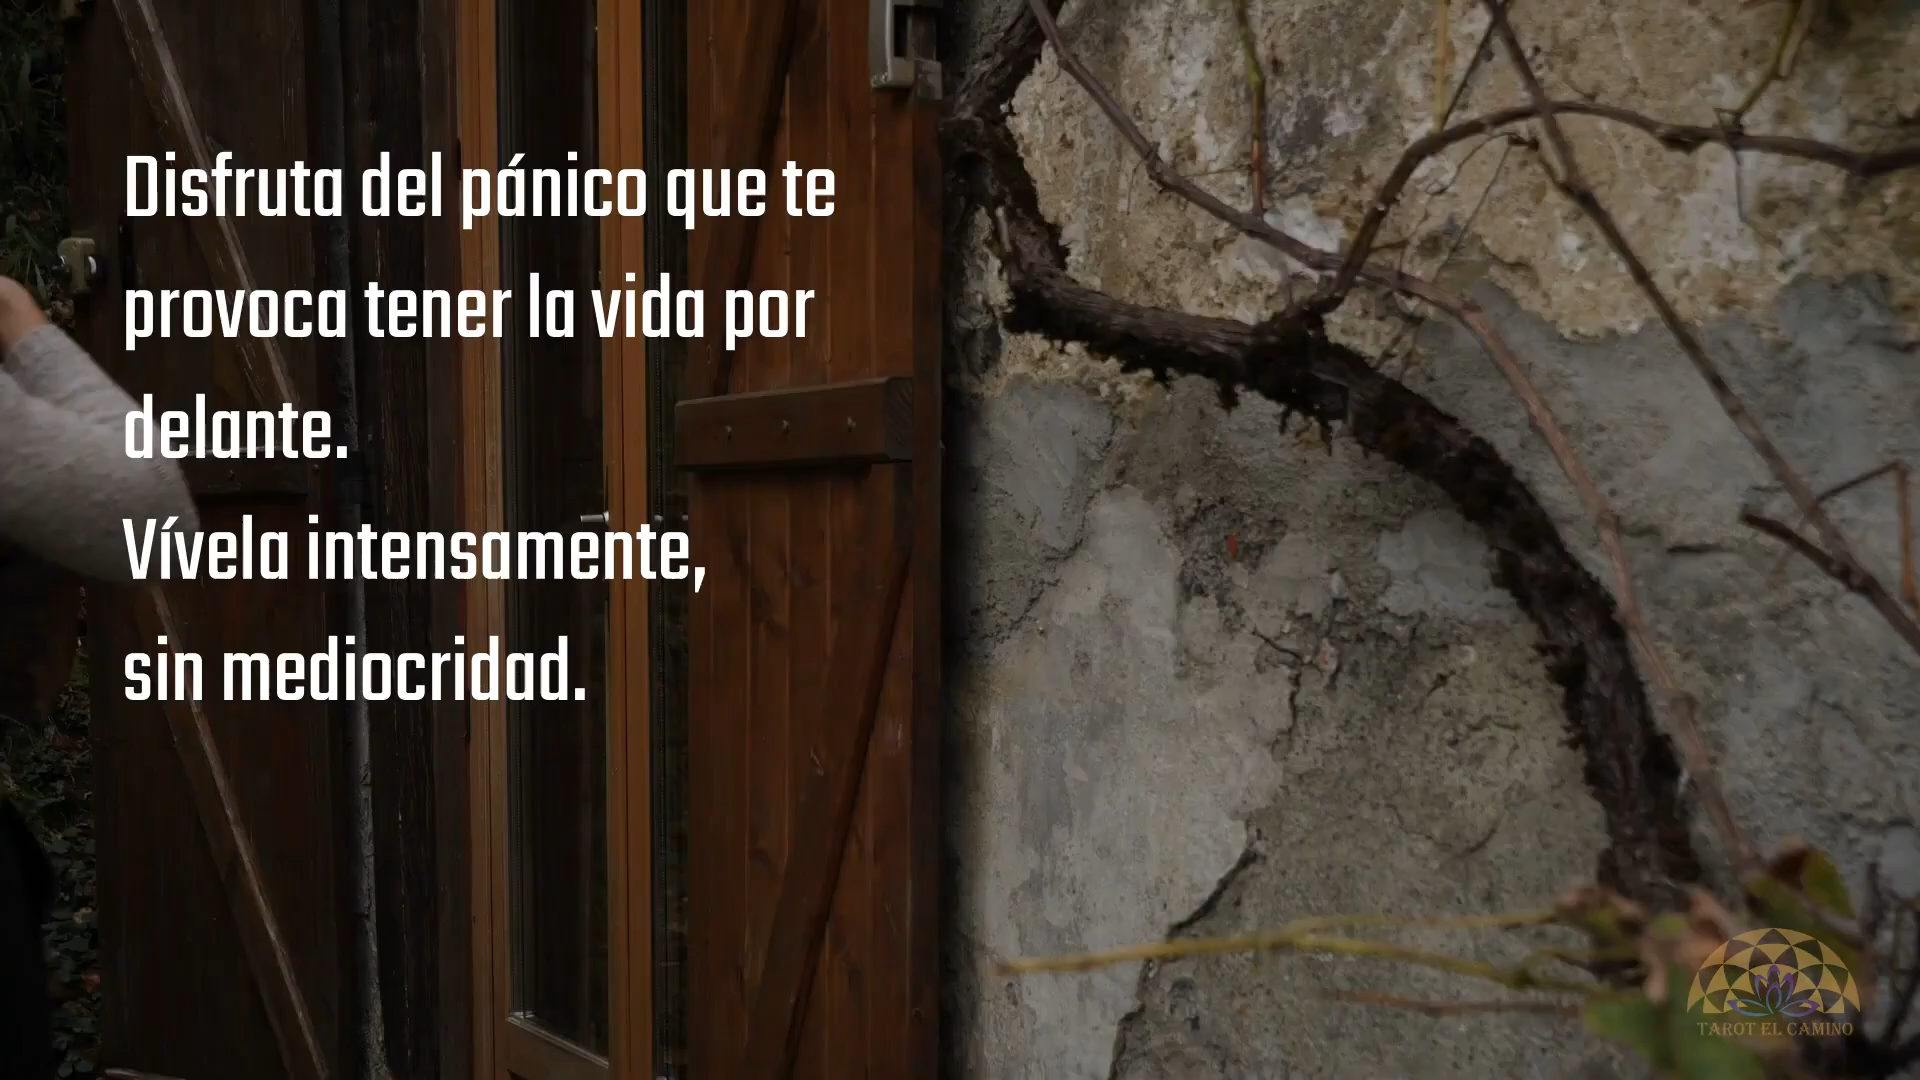 Disfruta del pánico que te
provoca tener la vida por
delante.
Vívela intensamente,
sin mediocridad.
TAROT EL CAMINO